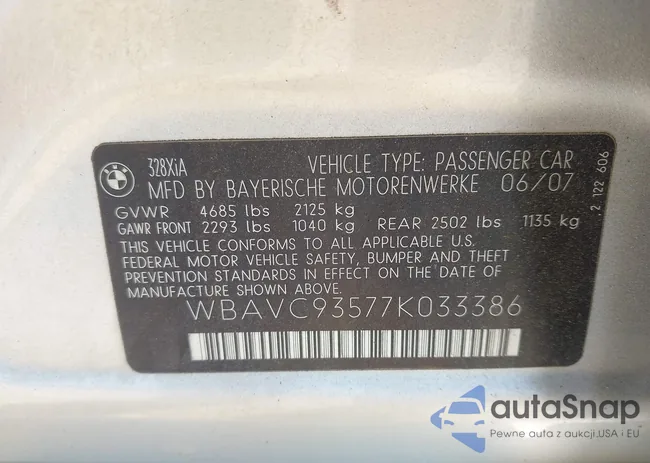 BMW
328XiA
VEHICLE TYPE: PASSENGER CAR
MFD BY BAYERISCHE MOTORENWERKE 06/07
GVWR 4685 lbs 2125 kg
GAWR FRONT 2293 lbs 1040 kg REAR 2502 lbs 1135 kg
THIS VEHICLE CONFORMS TO ALL APPLICABLE U.S.
FEDERAL MOTOR VEHICLE SAFETY, BUMPER AND THEFT
PREVENTION STANDARDS IN EFFECT ON THE DATE OF
MANUFACTURE SHOWN ABOVE.
WBAVC93577K033386
2 122 606
autaSnap
Pewne auta z aukcji.USA i EU